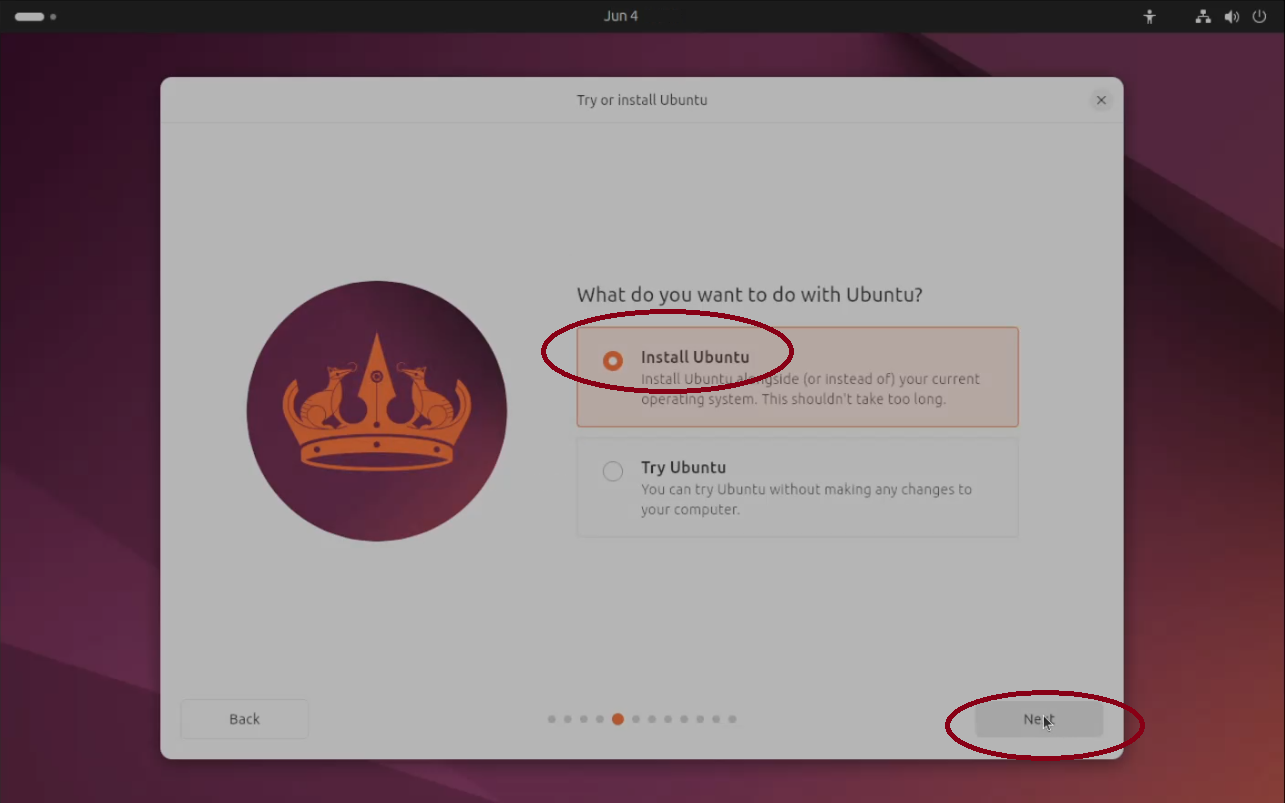 Jun 4
Try or install Ubuntu
What do you want to do with Ubuntu?
Install Ubuntu
Install Ubuntu alongside (or instead of) your current
operating system. This shouldn't take too long.
Try Ubuntu
You can try Ubuntu without making any changes to
your computer.
Back
Next